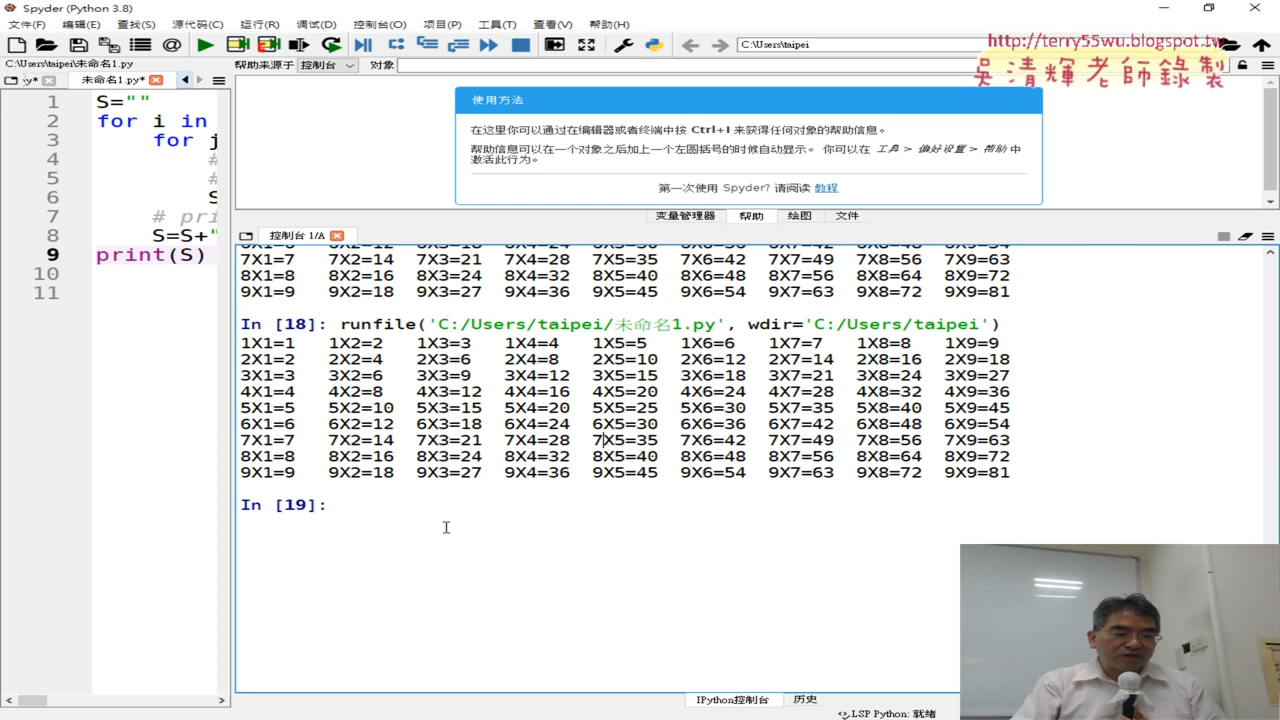 Spyder (Python 3.8)
文件(F) 编辑(E) 查找(S) 源代码(C) 运行(R) 调试(D) 控制台(O) 项目(P) 工具(T) 查看(V) 帮助(H)
C:\Users\taipei
http://terry55wu.blogspot.tw
吳清輝老師錄製
C:\Users\taipei\未命名1.py
帮助来源于 控制台 对象
y* 未命名1.py*
1 S=""
2 for i in
3 for j
4 #
5 #
6 S
7 # pri
8 S=S+"
9 print(S)
10
11
使用方法
在这里你可以通过在编辑器或者终端中按 Ctrl+I 来获得任何对象的帮助信息。
帮助信息可以在一个对象之后加上一个左圆括号的时候自动显示。 你可以在 工具 > 偏好设置 > 帮助 中
激活此行为。
第一次使用 Spyder? 请阅读 教程
变量管理器 帮助 绘图 文件
控制台 1/A
7X1=7 7X2=14 7X3=21 7X4=28 7X5=35 7X6=42 7X7=49 7X8=56 7X9=63
8X1=8 8X2=16 8X3=24 8X4=32 8X5=40 8X6=48 8X7=56 8X8=64 8X9=72
9X1=9 9X2=18 9X3=27 9X4=36 9X5=45 9X6=54 9X7=63 9X8=72 9X9=81
In [18]: runfile('C:/Users/taipei/未命名1.py', wdir='C:/Users/taipei')
1X1=1 1X2=2 1X3=3 1X4=4 1X5=5 1X6=6 1X7=7 1X8=8 1X9=9
2X1=2 2X2=4 2X3=6 2X4=8 2X5=10 2X6=12 2X7=14 2X8=16 2X9=18
3X1=3 3X2=6 3X3=9 3X4=12 3X5=15 3X6=18 3X7=21 3X8=24 3X9=27
4X1=4 4X2=8 4X3=12 4X4=16 4X5=20 4X6=24 4X7=28 4X8=32 4X9=36
5X1=5 5X2=10 5X3=15 5X4=20 5X5=25 5X6=30 5X7=35 5X8=40 5X9=45
6X1=6 6X2=12 6X3=18 6X4=24 6X5=30 6X6=36 6X7=42 6X8=48 6X9=54
7X1=7 7X2=14 7X3=21 7X4=28 7X5=35 7X6=42 7X7=49 7X8=56 7X9=63
8X1=8 8X2=16 8X3=24 8X4=32 8X5=40 8X6=48 8X7=56 8X8=64 8X9=72
9X1=9 9X2=18 9X3=27 9X4=36 9X5=45 9X6=54 9X7=63 9X8=72 9X9=81
In [19]:
IPython控制台 历史
LSP Python: 就绪